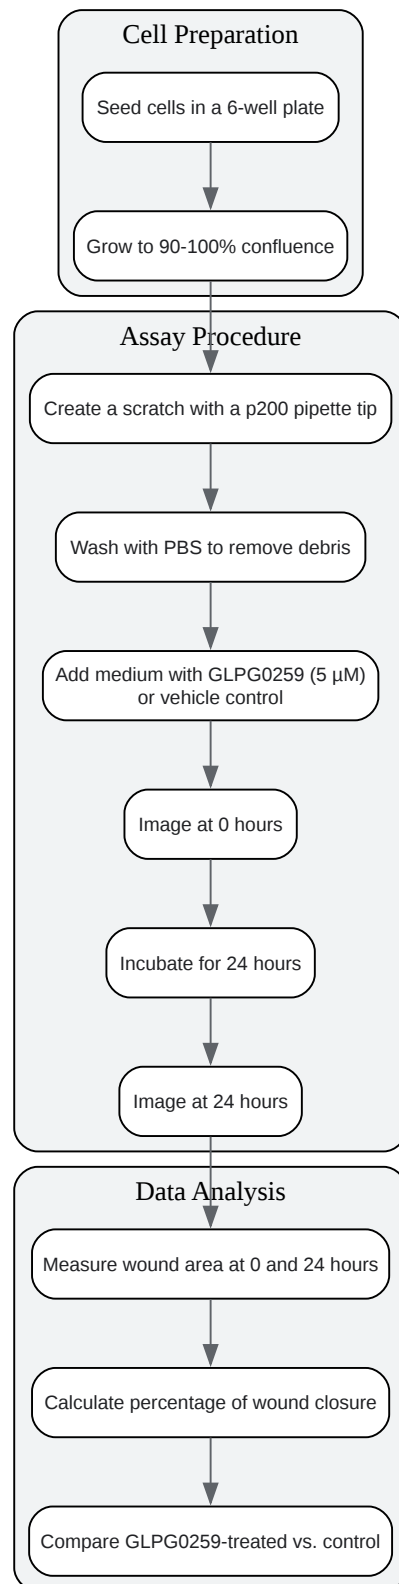 Cell Preparation
Seed cells in a 6-well plate
Grow to 90-100% confluence
Assay Procedure
Create a scratch with a p200 pipette tip
Wash with PBS to remove debris
Add medium with GLPG0259 (5 µM)
or vehicle control
Image at 0 hours
Incubate for 24 hours
Image at 24 hours
Data Analysis
Measure wound area at 0 and 24 hours
Calculate percentage of wound closure
Compare GLPG0259-treated vs. control